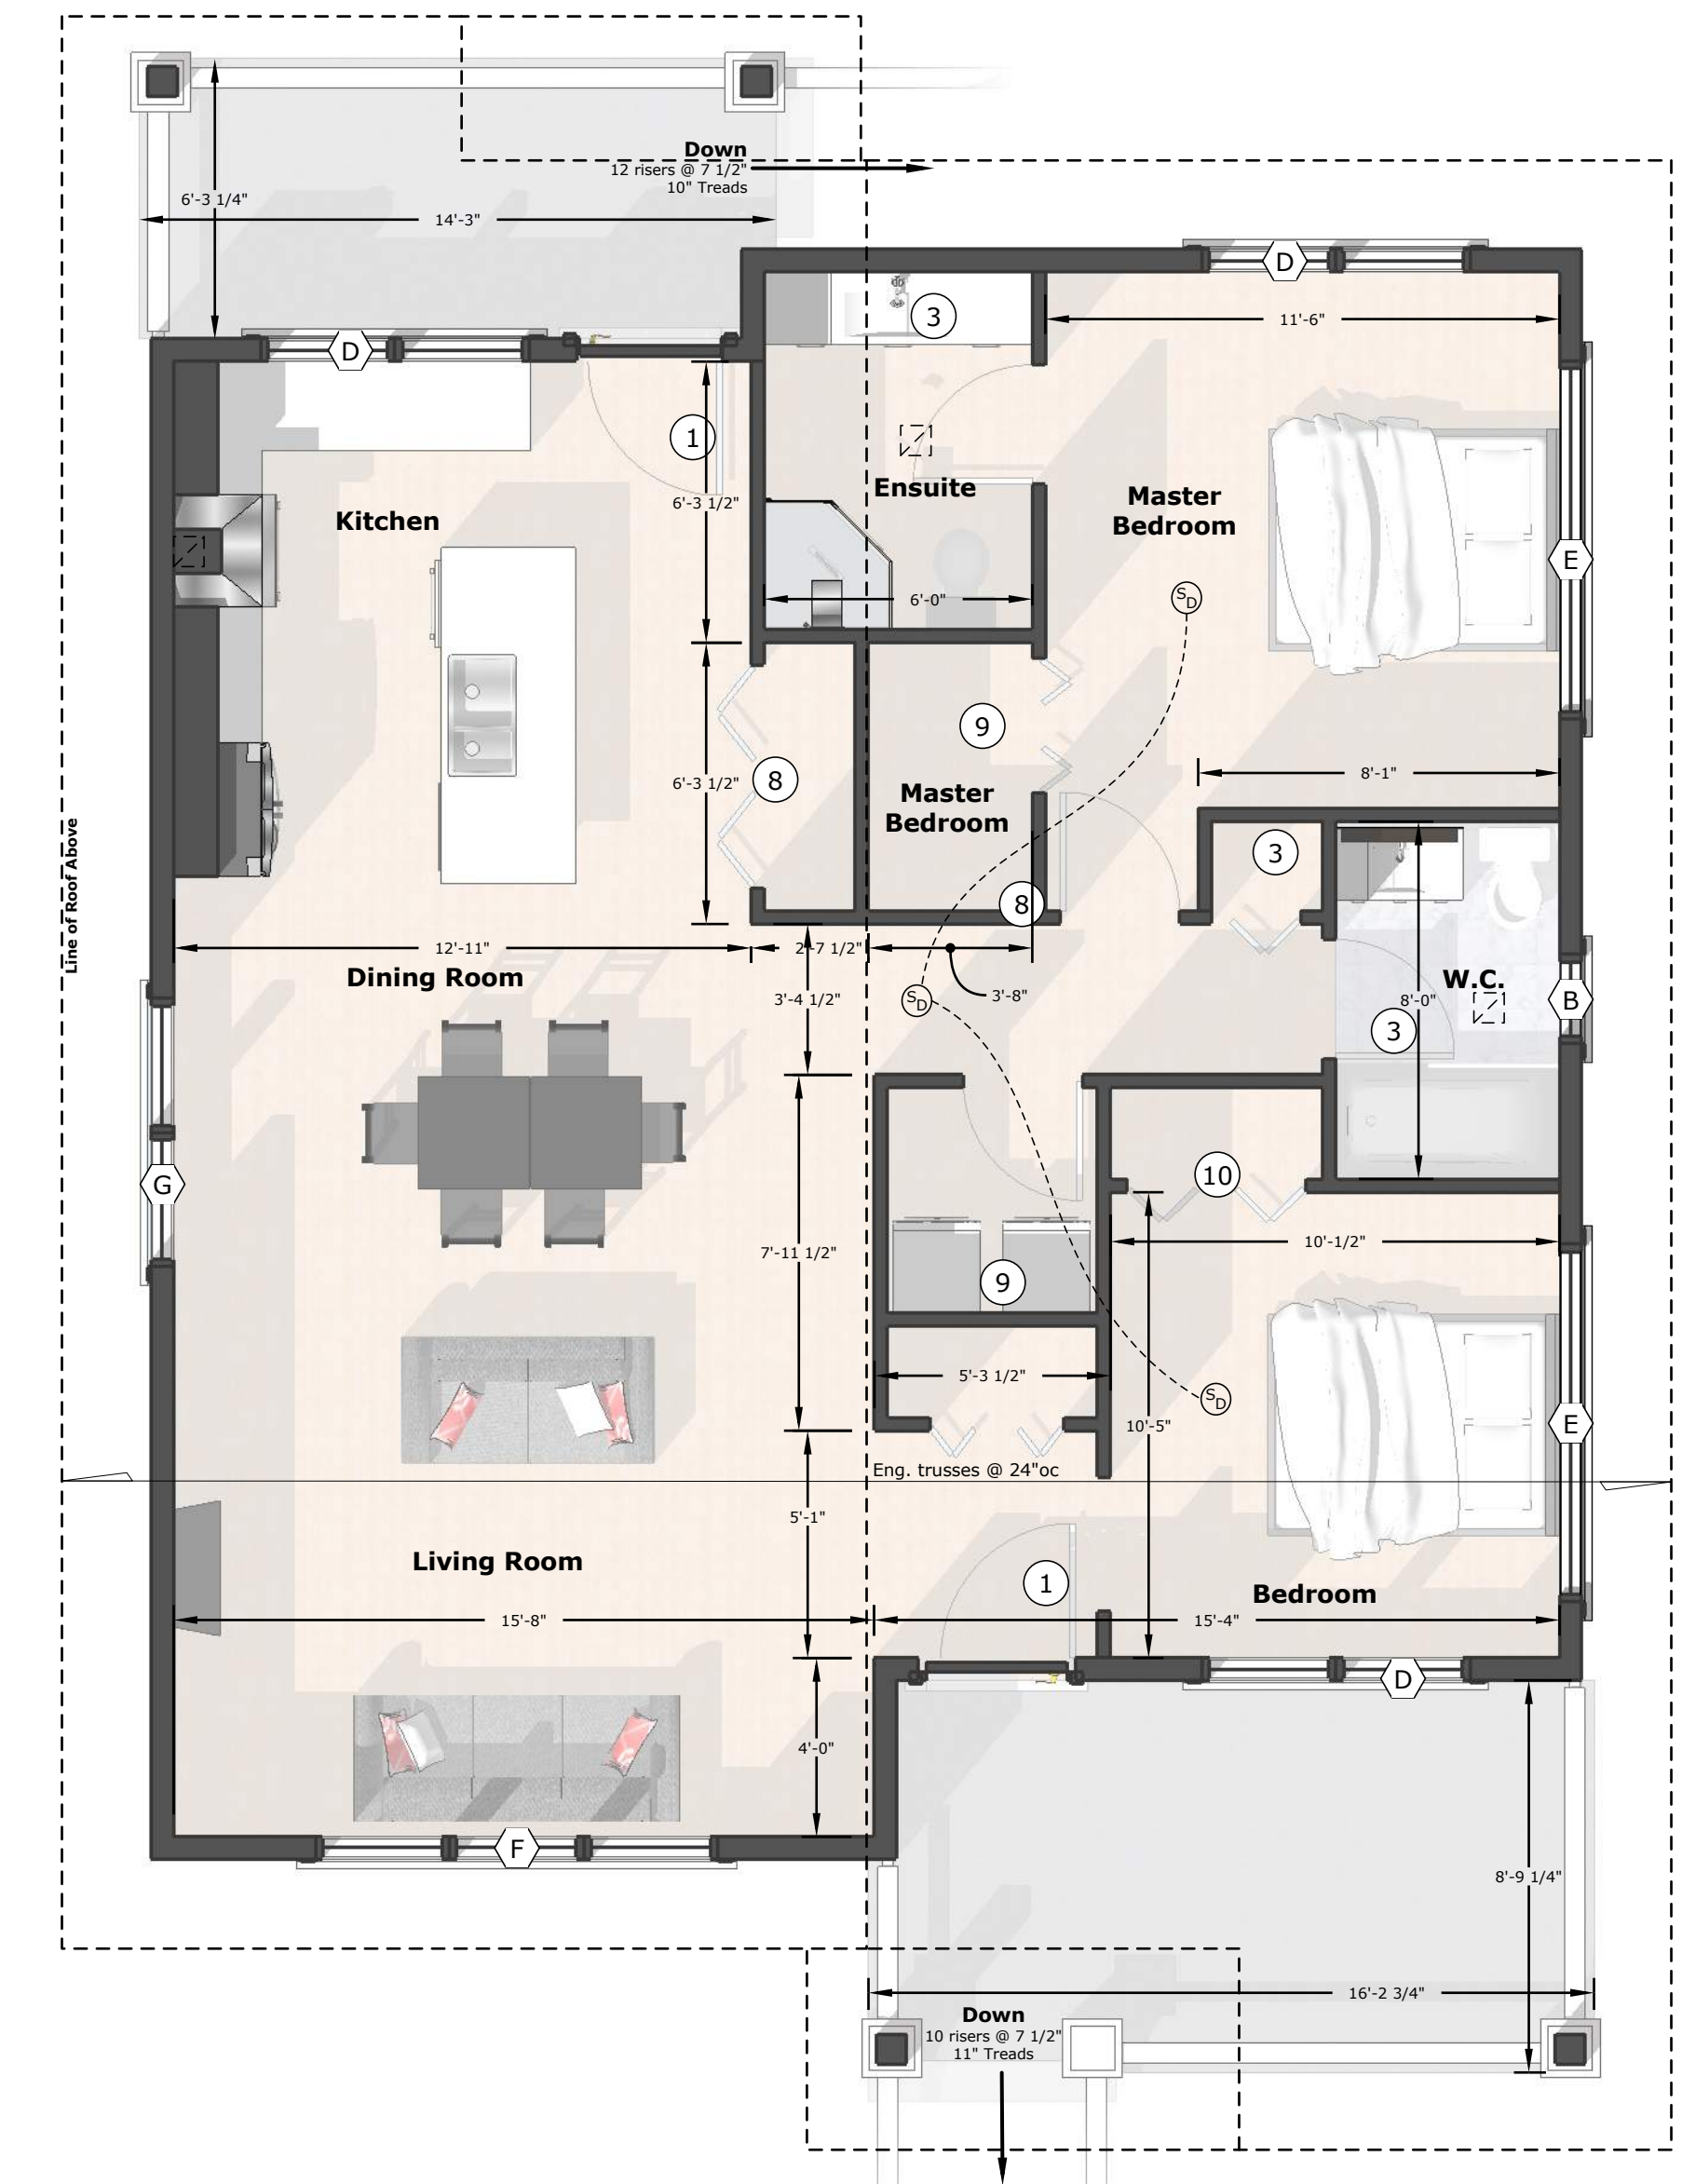 Down
12 risers @ 7 1/2"
10" Treads
6'-3 1/4"
14'-3"
D
D
3
11'-6"
1
6'-3 1/2"
Kitchen
Ensuite
Master
Bedroom
E
6'-0"
SD
9
8
6'-3 1/2"
8'-1"
Master
Bedroom
3
8
Line of Roof Above
12'-11"
2'-7 1/2"
Dining Room
3'-4 1/2"
SD
3'-8"
W.C.
8'-0"
B
3
G
10
7'-11 1/2"
10'-1/2"
9
5'-3 1/2"
SD
10'-5"
E
Eng. trusses @ 24"oc
5'-1"
Living Room
1
Bedroom
15'-8"
15'-4"
D
4'-0"
F
8'-9 1/4"
16'-2 3/4"
Down
10 risers @ 7 1/2"
11" Treads